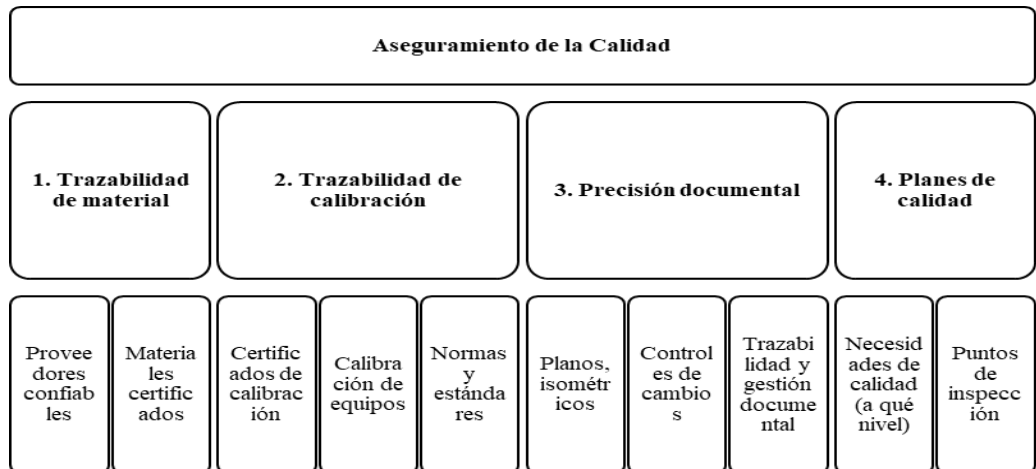 Aseguramiento de la Calidad
1. Trazabilidad
de material
2. Trazabilidad de
calibración
3. Precisión documental
4. Planes de
calidad
Provee
dores
confiab
les
Materia
les
certific
ados
Certific
ados de
calibrac
ión
Calibra
ción de
equipos
Normas
y
estánda
res
Planos,
isométr
icos
Control
es de
cambio
s
Trazabi
lidad y
gestión
docume
ntal
Necesid
ades de
calidad
(a qué
nivel)
Puntos
de
inspecc
ión